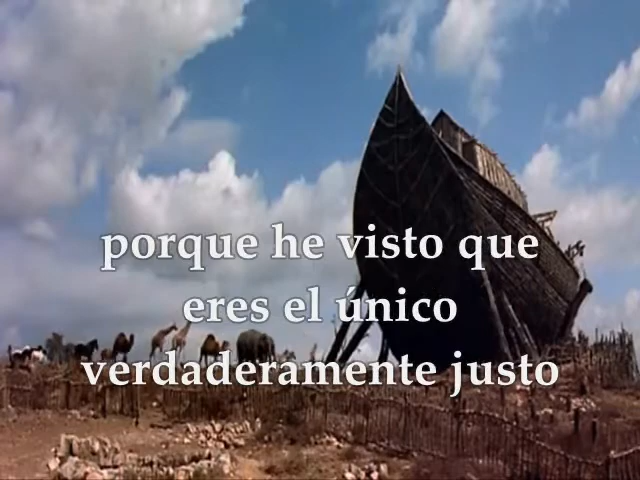 porque he visto que
eres el único
verdaderamente justo